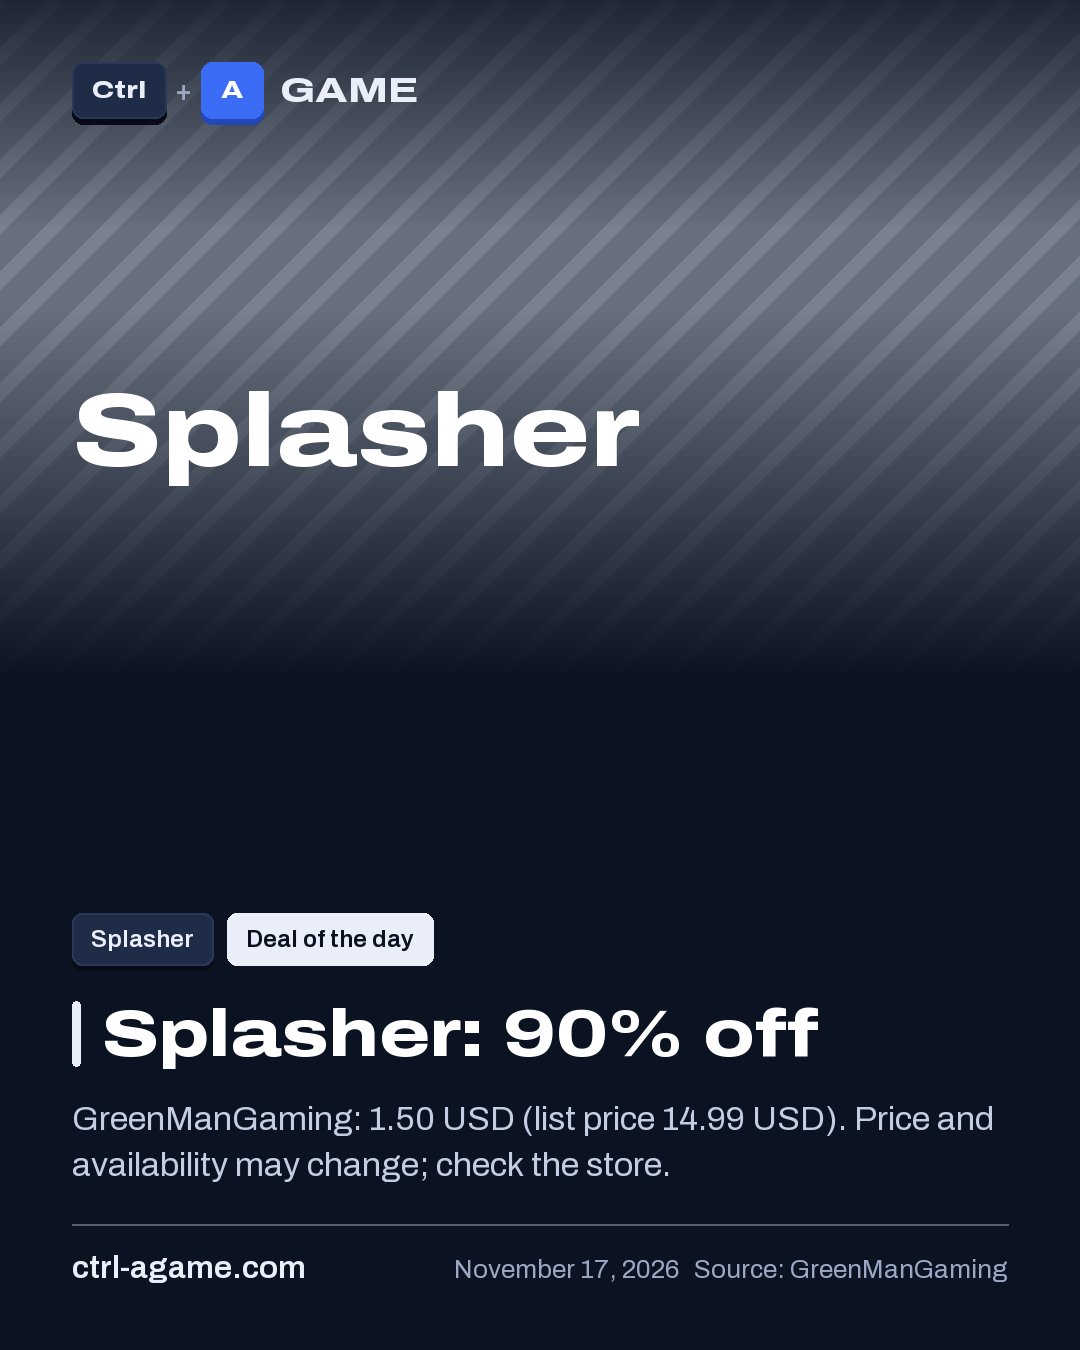 Ctrl + A GAME
Splasher
Splasher Deal of the day
Splasher: 90% off
GreenManGaming: 1.50 USD (list price 14.99 USD). Price and
availability may change; check the store.
ctrl-agame.com November 17, 2026 Source: GreenManGaming